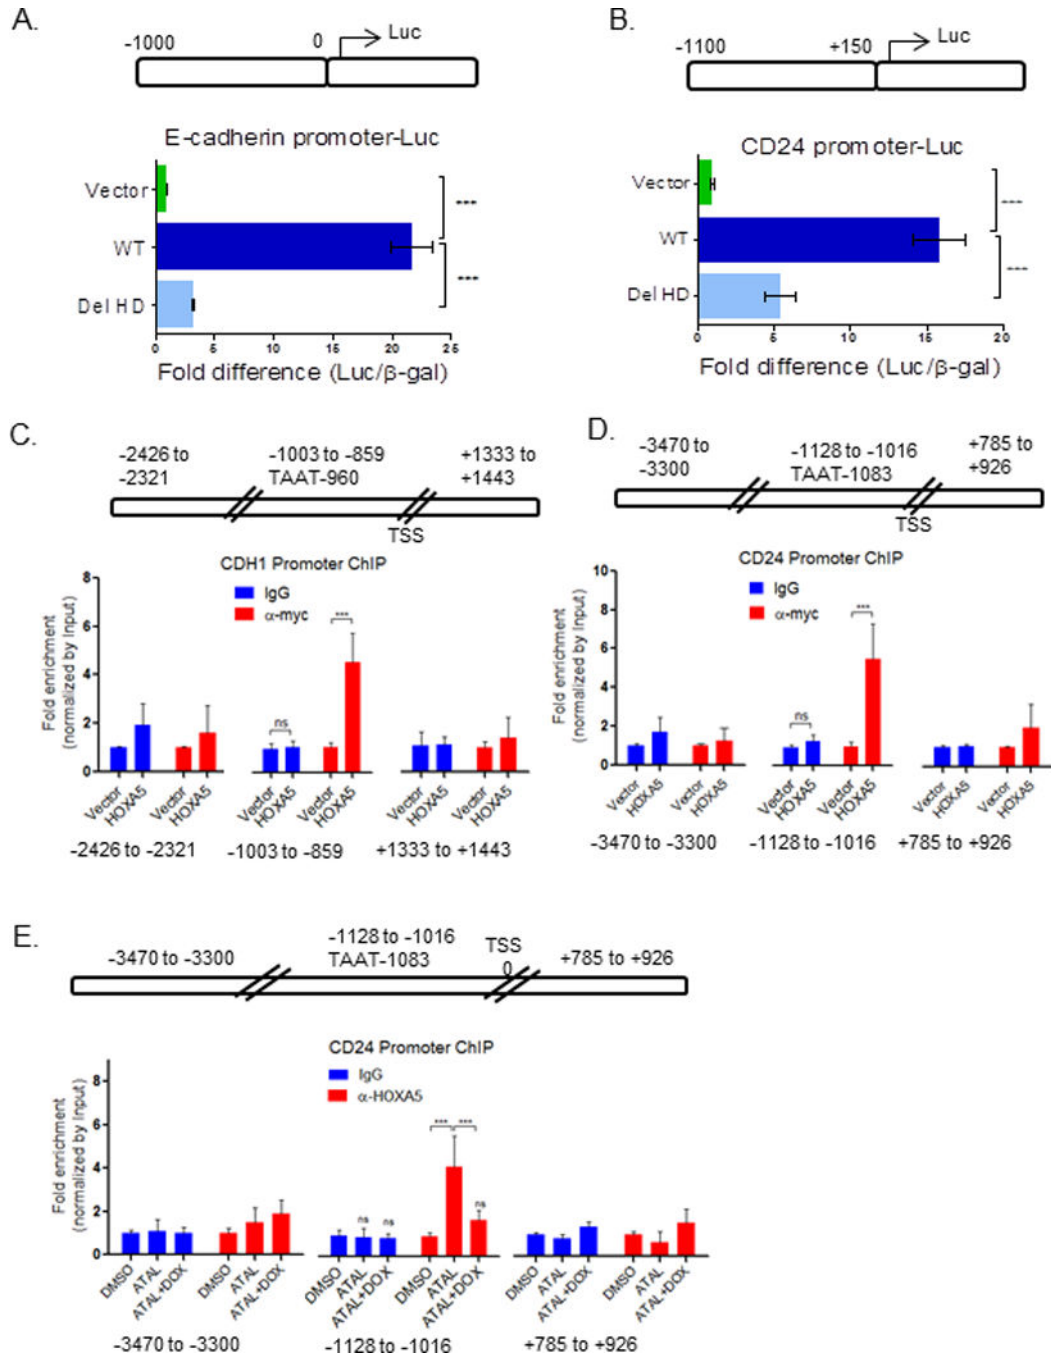 A.
-1000
0
Luc
E-cadherin promoter-Luc
Vector
WT
Del HD
---
---
0
5
10
15
20
25
Fold difference (Luc/β-gal)
B.
-1100
+150
Luc
CD24 promoter-Luc
Vector
WT
Del HD
---
---
0
5
10
15
20
Fold difference (Luc/β-gal)
C.
-2426 to
-2321
-1003 to -859
TAAT-960
+1333 to
+1443
TSS
CDH1 Promoter ChIP
IgG
α-myc
Fold enrichment
(normalized by Input)
8
6
4
2
0
ns
***
Vector
HOXA5
Vector
HOXA5
Vector
HOXA5
Vector
HOXA5
Vector
HOXA5
Vector
HOXA5
-2426 to -2321
-1003 to -859
+1333 to +1443
D.
-3470 to
-3300
-1128 to -1016
TAAT-1083
+785 to
+926
TSS
CD24 Promoter ChIP
IgG
α-myc
Fold enrichment
(normalized by Input)
10
8
6
4
2
0
ns
***
Vector
HOXA5
Vector
HOXA5
Vector
HOXA5
Vector
HOXA5
Vector
HOXA5
Vector
HOXA5
-3470 to -3300
-1128 to -1016
+785 to +926
E.
-3470 to -3300
-1128 to -1016
TAAT-1083
TSS
0
+785 to +926
CD24 Promoter ChIP
IgG
α-HOXA5
Fold enrichment
(normalized by Input)
8
6
4
2
0
ns
ns
***
***
ns
DMSO
ATAL
ATAL+DOX
DMSO
ATAL
ATAL+DOX
DMSO
ATAL
ATAL+DOX
DMSO
ATAL
ATAL+DOX
DMSO
ATAL
ATAL+DOX
DMSO
ATAL
ATAL+DOX
-3470 to -3300
-1128 to -1016
+785 to +926